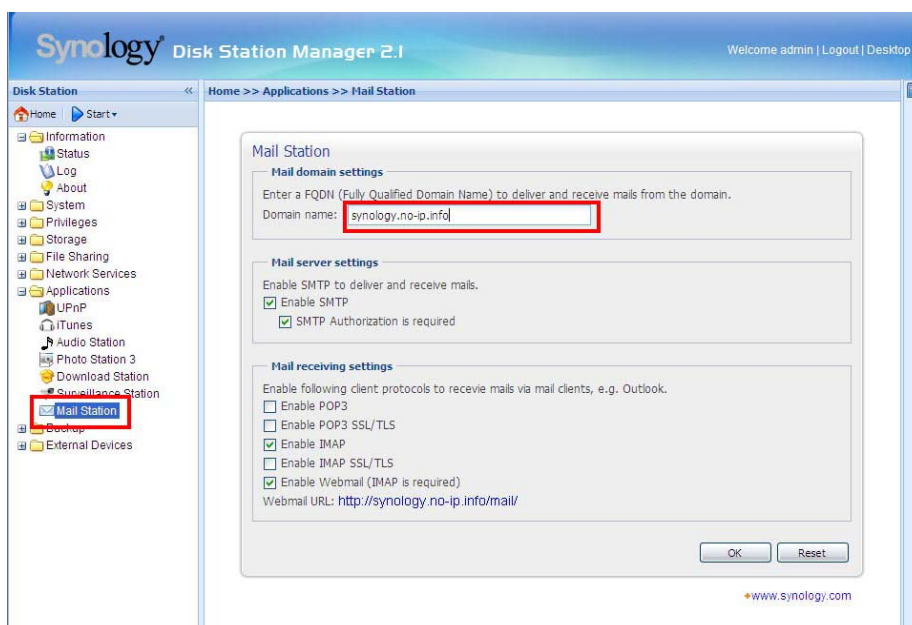 Synology Disk Station Manager 2.1
Welcome admin | Logout | Desktop
Disk Station «
Home >> Applications >> Mail Station
Home Start
Information
Status
Log
About
System
Privileges
Storage
File Sharing
Network Services
Applications
UPnP
iTunes
Audio Station
Photo Station 3
Download Station
Surveillance Station
Mail Station
Backup
External Devices
Mail Station
Mail domain settings
Enter a FQDN (Fully Qualified Domain Name) to deliver and receive mails from the domain.
Domain name: synology.no-ip.info
Mail server settings
Enable SMTP to deliver and receive mails.
Enable SMTP
SMTP Authorization is required
Mail receiving settings
Enable following client protocols to recevie mails via mail clients, e.g. Outlook.
Enable POP3
Enable POP3 SSL/TLS
Enable IMAP
Enable IMAP SSL/TLS
Enable Webmail (IMAP is required)
Webmail URL: http://synology.no-ip.info/mail/
OK Reset
www.synology.com